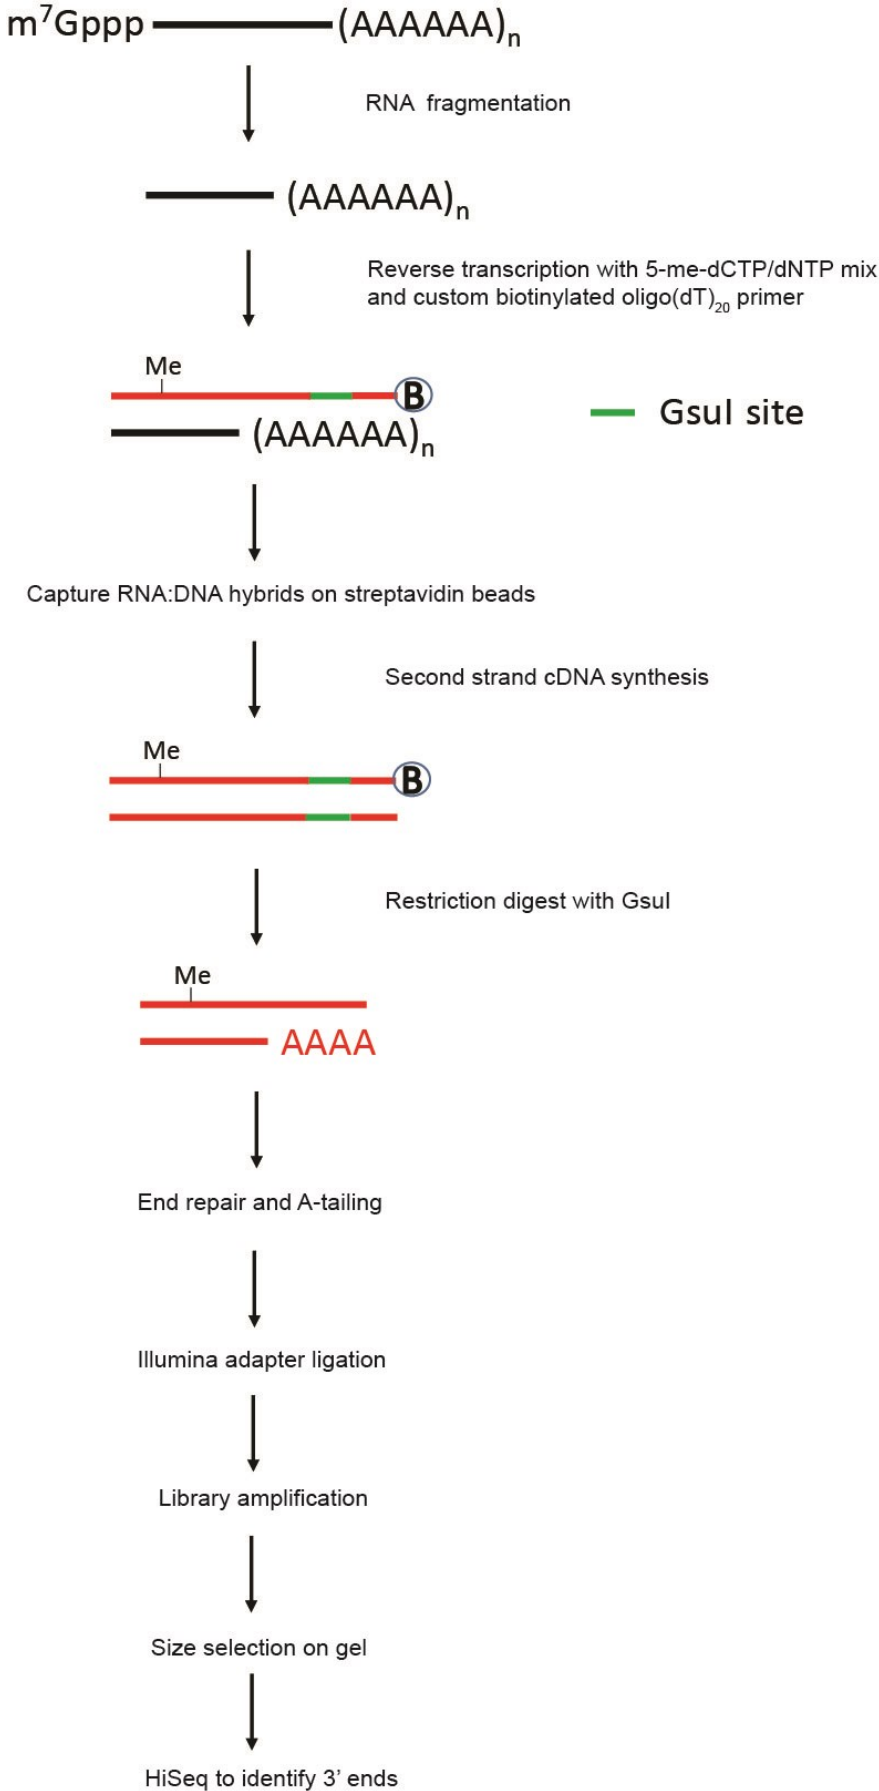 m⁷Gppp (AAAAAA)ₙ
RNA fragmentation
(AAAAAA)ₙ
Reverse transcription with 5-me-dCTP/dNTP mix
and custom biotinylated oligo(dT)₂₀ primer
Me
B
(AAAAAA)ₙ
GsuI site
Capture RNA:DNA hybrids on streptavidin beads
Second strand cDNA synthesis
Me
B
Restriction digest with GsuI
Me
AAAA
End repair and A-tailing
Illumina adapter ligation
Library amplification
Size selection on gel
HiSeq to identify 3’ ends